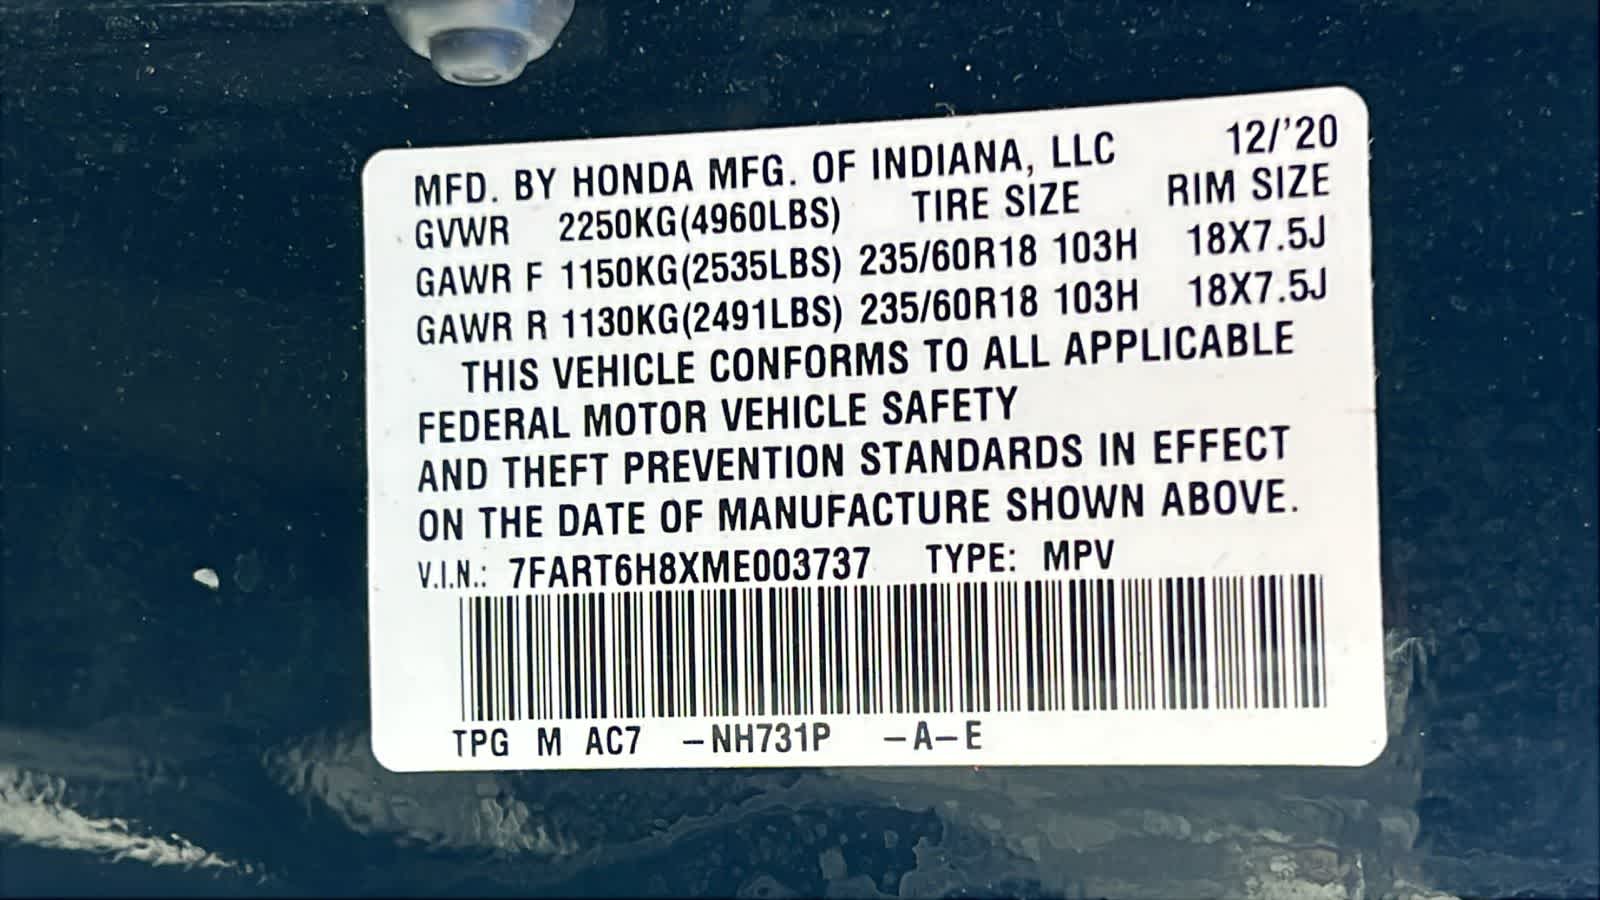 MFD. BY HONDA MFG. OF INDIANA, LLC 12/'20
GVWR 2250KG(4960LBS) TIRE SIZE RIM SIZE
GAWR F 1150KG(2535LBS) 235/60R18 103H 18X7.5J
GAWR R 1130KG(2491LBS) 235/60R18 103H 18X7.5J
THIS VEHICLE CONFORMS TO ALL APPLICABLE
FEDERAL MOTOR VEHICLE SAFETY
AND THEFT PREVENTION STANDARDS IN EFFECT
ON THE DATE OF MANUFACTURE SHOWN ABOVE.
V.I.N.: 7FART6H8XME003737 TYPE: MPV
TPG M AC7 -NH731P -A-E